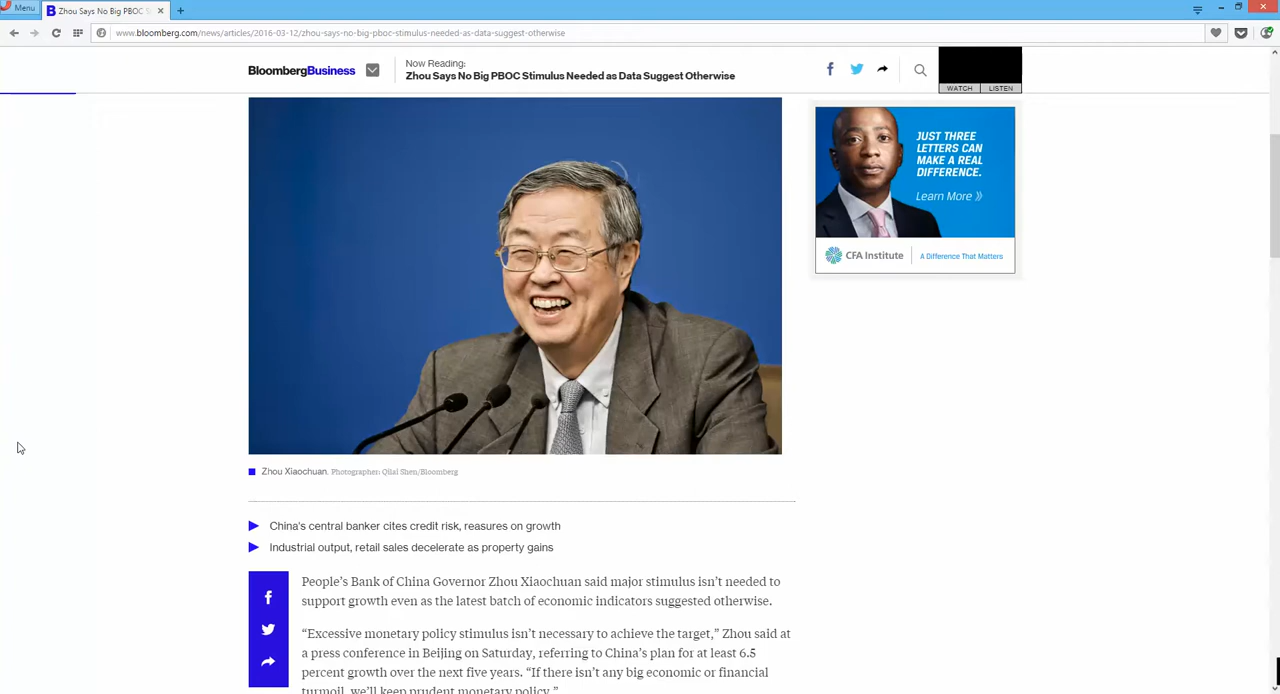 Menu
Zhou Says No Big PBOC S
www.bloomberg.com/news/articles/2016-03-12/zhou-says-no-big-pboc-stimulus-needed-as-data-suggest-otherwise
BloombergBusiness
Now Reading:
Zhou Says No Big PBOC Stimulus Needed as Data Suggest Otherwise
WATCH LISTEN
JUST THREE
LETTERS CAN
MAKE A REAL
DIFFERENCE.
Learn More
CFA Institute
A Difference That Matters
Zhou Xiaochuan. Photographer: Qilai Shen/Bloomberg
China's central banker cites credit risk, reasures on growth
Industrial output, retail sales decelerate as property gains
People’s Bank of China Governor Zhou Xiaochuan said major stimulus isn’t needed to
support growth even as the latest batch of economic indicators suggested otherwise.
“Excessive monetary policy stimulus isn’t necessary to achieve the target,” Zhou said at
a press conference in Beijing on Saturday, referring to China’s plan for at least 6.5
percent growth over the next five years. “If there isn’t any big economic or financial
turmoil, we’ll keep prudent monetary policy.”